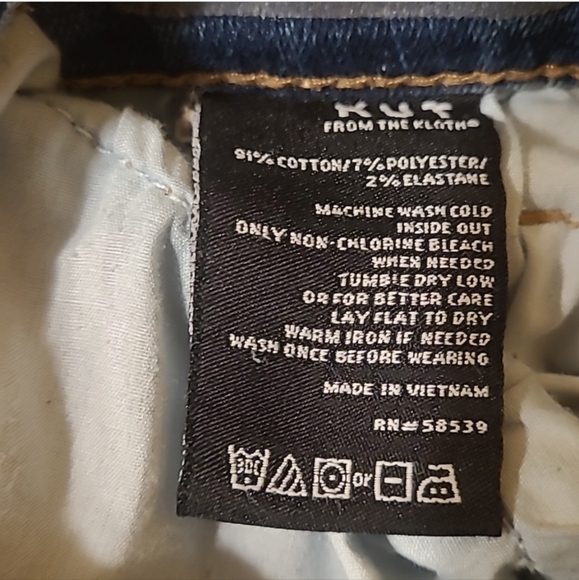 KUT
FROM THE KLOTH®
91% COTTON/7% POLYESTER/
2% ELASTANE
MACHINE WASH COLD
INSIDE OUT
ONLY NON-CHLORINE BLEACH
WHEN NEEDED
TUMBLE DRY LOW
OR FOR BETTER CARE
LAY FLAT TO DRY
WARM IRON IF NEEDED
WASH ONCE BEFORE WEARING
MADE IN VIETNAM
RN#58539
30C OR